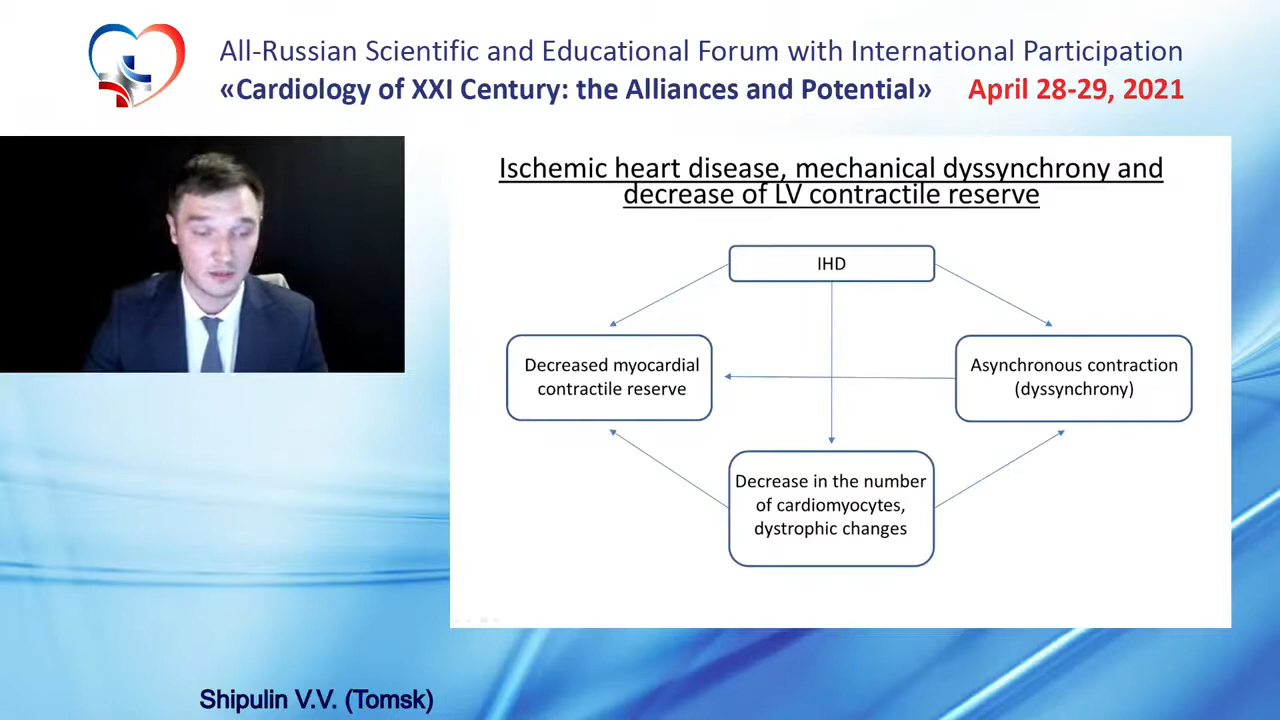 All-Russian Scientific and Educational Forum with International Participation
«Cardiology of XXI Century: the Alliances and Potential» April 28-29, 2021
Ischemic heart disease, mechanical dyssynchrony and
decrease of LV contractile reserve
IHD
Decreased myocardial
contractile reserve
Asynchronous contraction
(dyssynchrony)
Decrease in the number
of cardiomyocytes,
dystrophic changes
Shipulin V.V. (Tomsk)